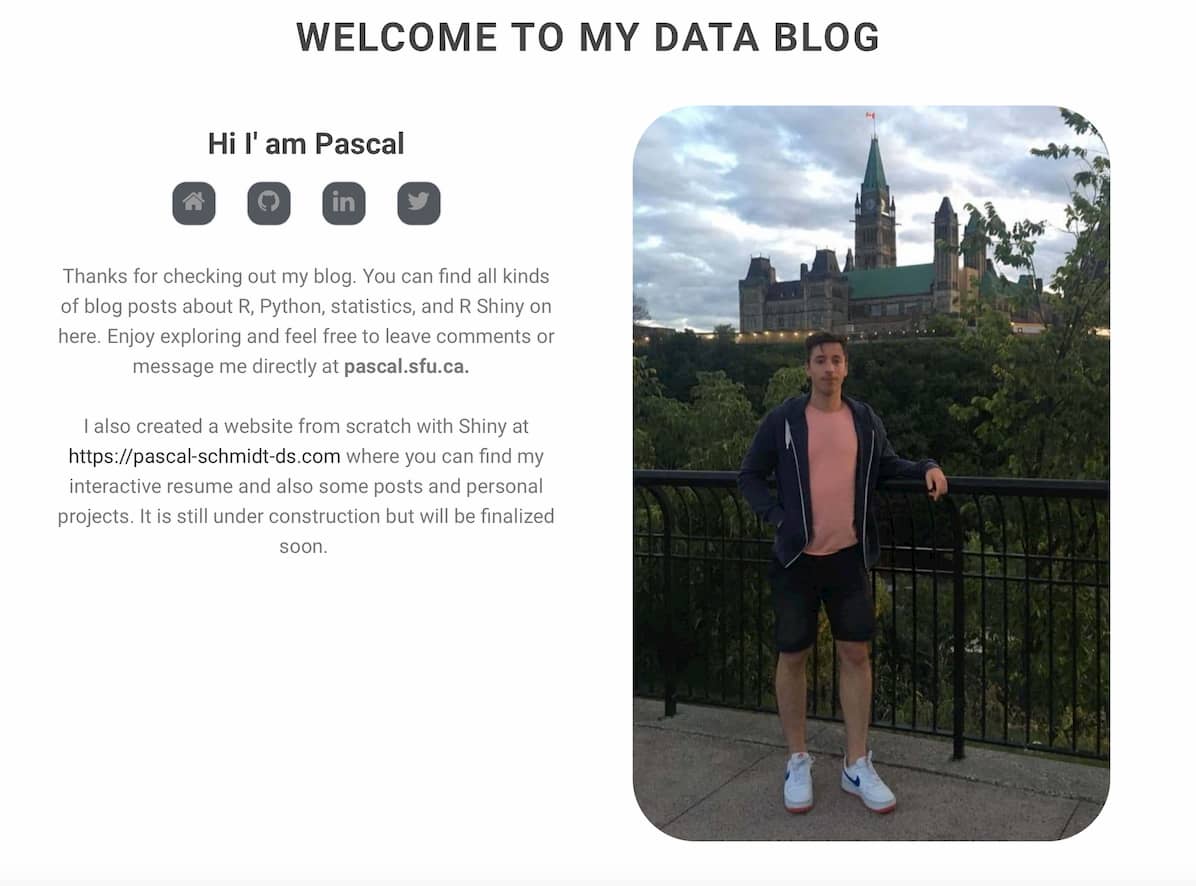 WELCOME TO MY DATA BLOG
Hi I' am Pascal
in
Thanks for checking out my blog. You can find all kinds
of blog posts about R, Python, statistics, and R Shiny on
here. Enjoy exploring and feel free to leave comments or
message me directly at pascal.sfu.ca.
I also created a website from scratch with Shiny at
https://pascal-schmidt-ds.com where you can find my
interactive resume and also some posts and personal
projects. It is still under construction but will be finalized
soon.